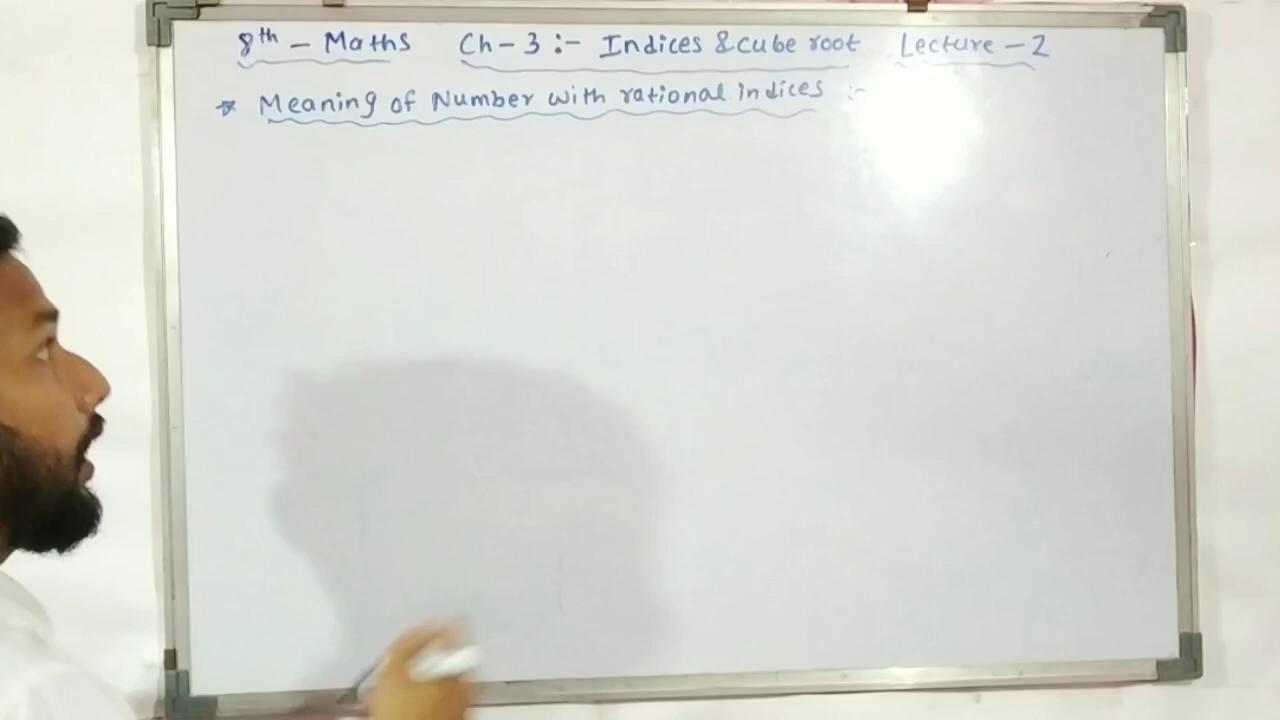 8th - Maths Ch-3:- Indices & cube root Lecture-2
* Meaning of Number with rational indices :-